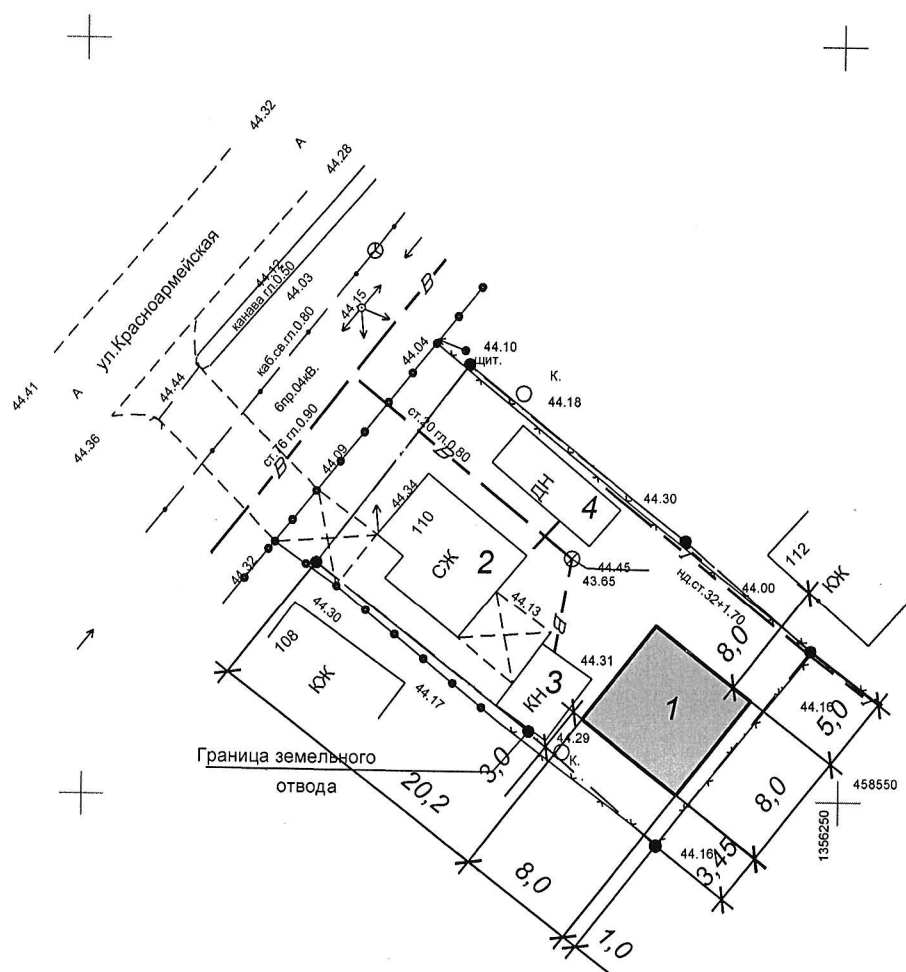 44.32
А
44.28
ул.Красноармейская
44.12
канава гл.0.50
44.03
44.15
В
каб.св.гл.0.80
6пр.04кВ.
44.04
44.10
щит.
К.
44.18
44.41
А
44.44
44.36
ст.76 гл.0.90
В
44.09
ст.20 гл.0.80
В
44.34
ДН
4
44.30
110
СЖ
2
44.45
43.65
112
ЮЖ
44.32
нд.ст.32+1.70
44.00
44.13
44.30
108
ЮЖ
В
8,0
44.17
3
КН
44.31
1
44.16
5,0
Граница земельного
отвода
44.29
К.
3,0
20,2
8,0
458550
1356250
44.16
3,45
8,0
1,0